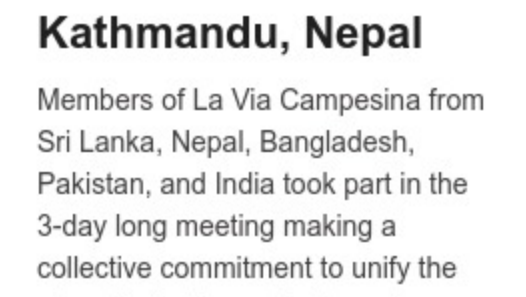 Kathmandu, Nepal
Members of La Via Campesina from
Sri Lanka, Nepal, Bangladesh,
Pakistan, and India took part in the
3-day long meeting making a
collective commitment to unify the